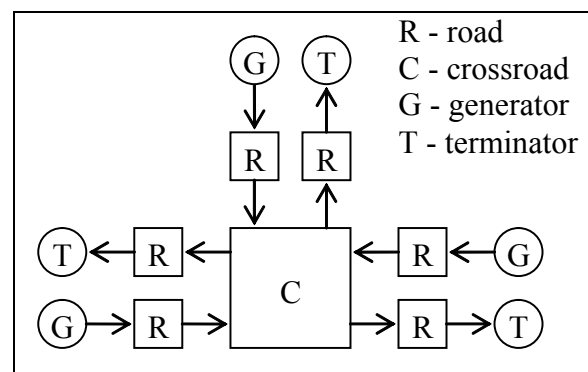 R - road
C - crossroad
G - generator
T - terminator
G T
R R
T R R G
C
G R R T